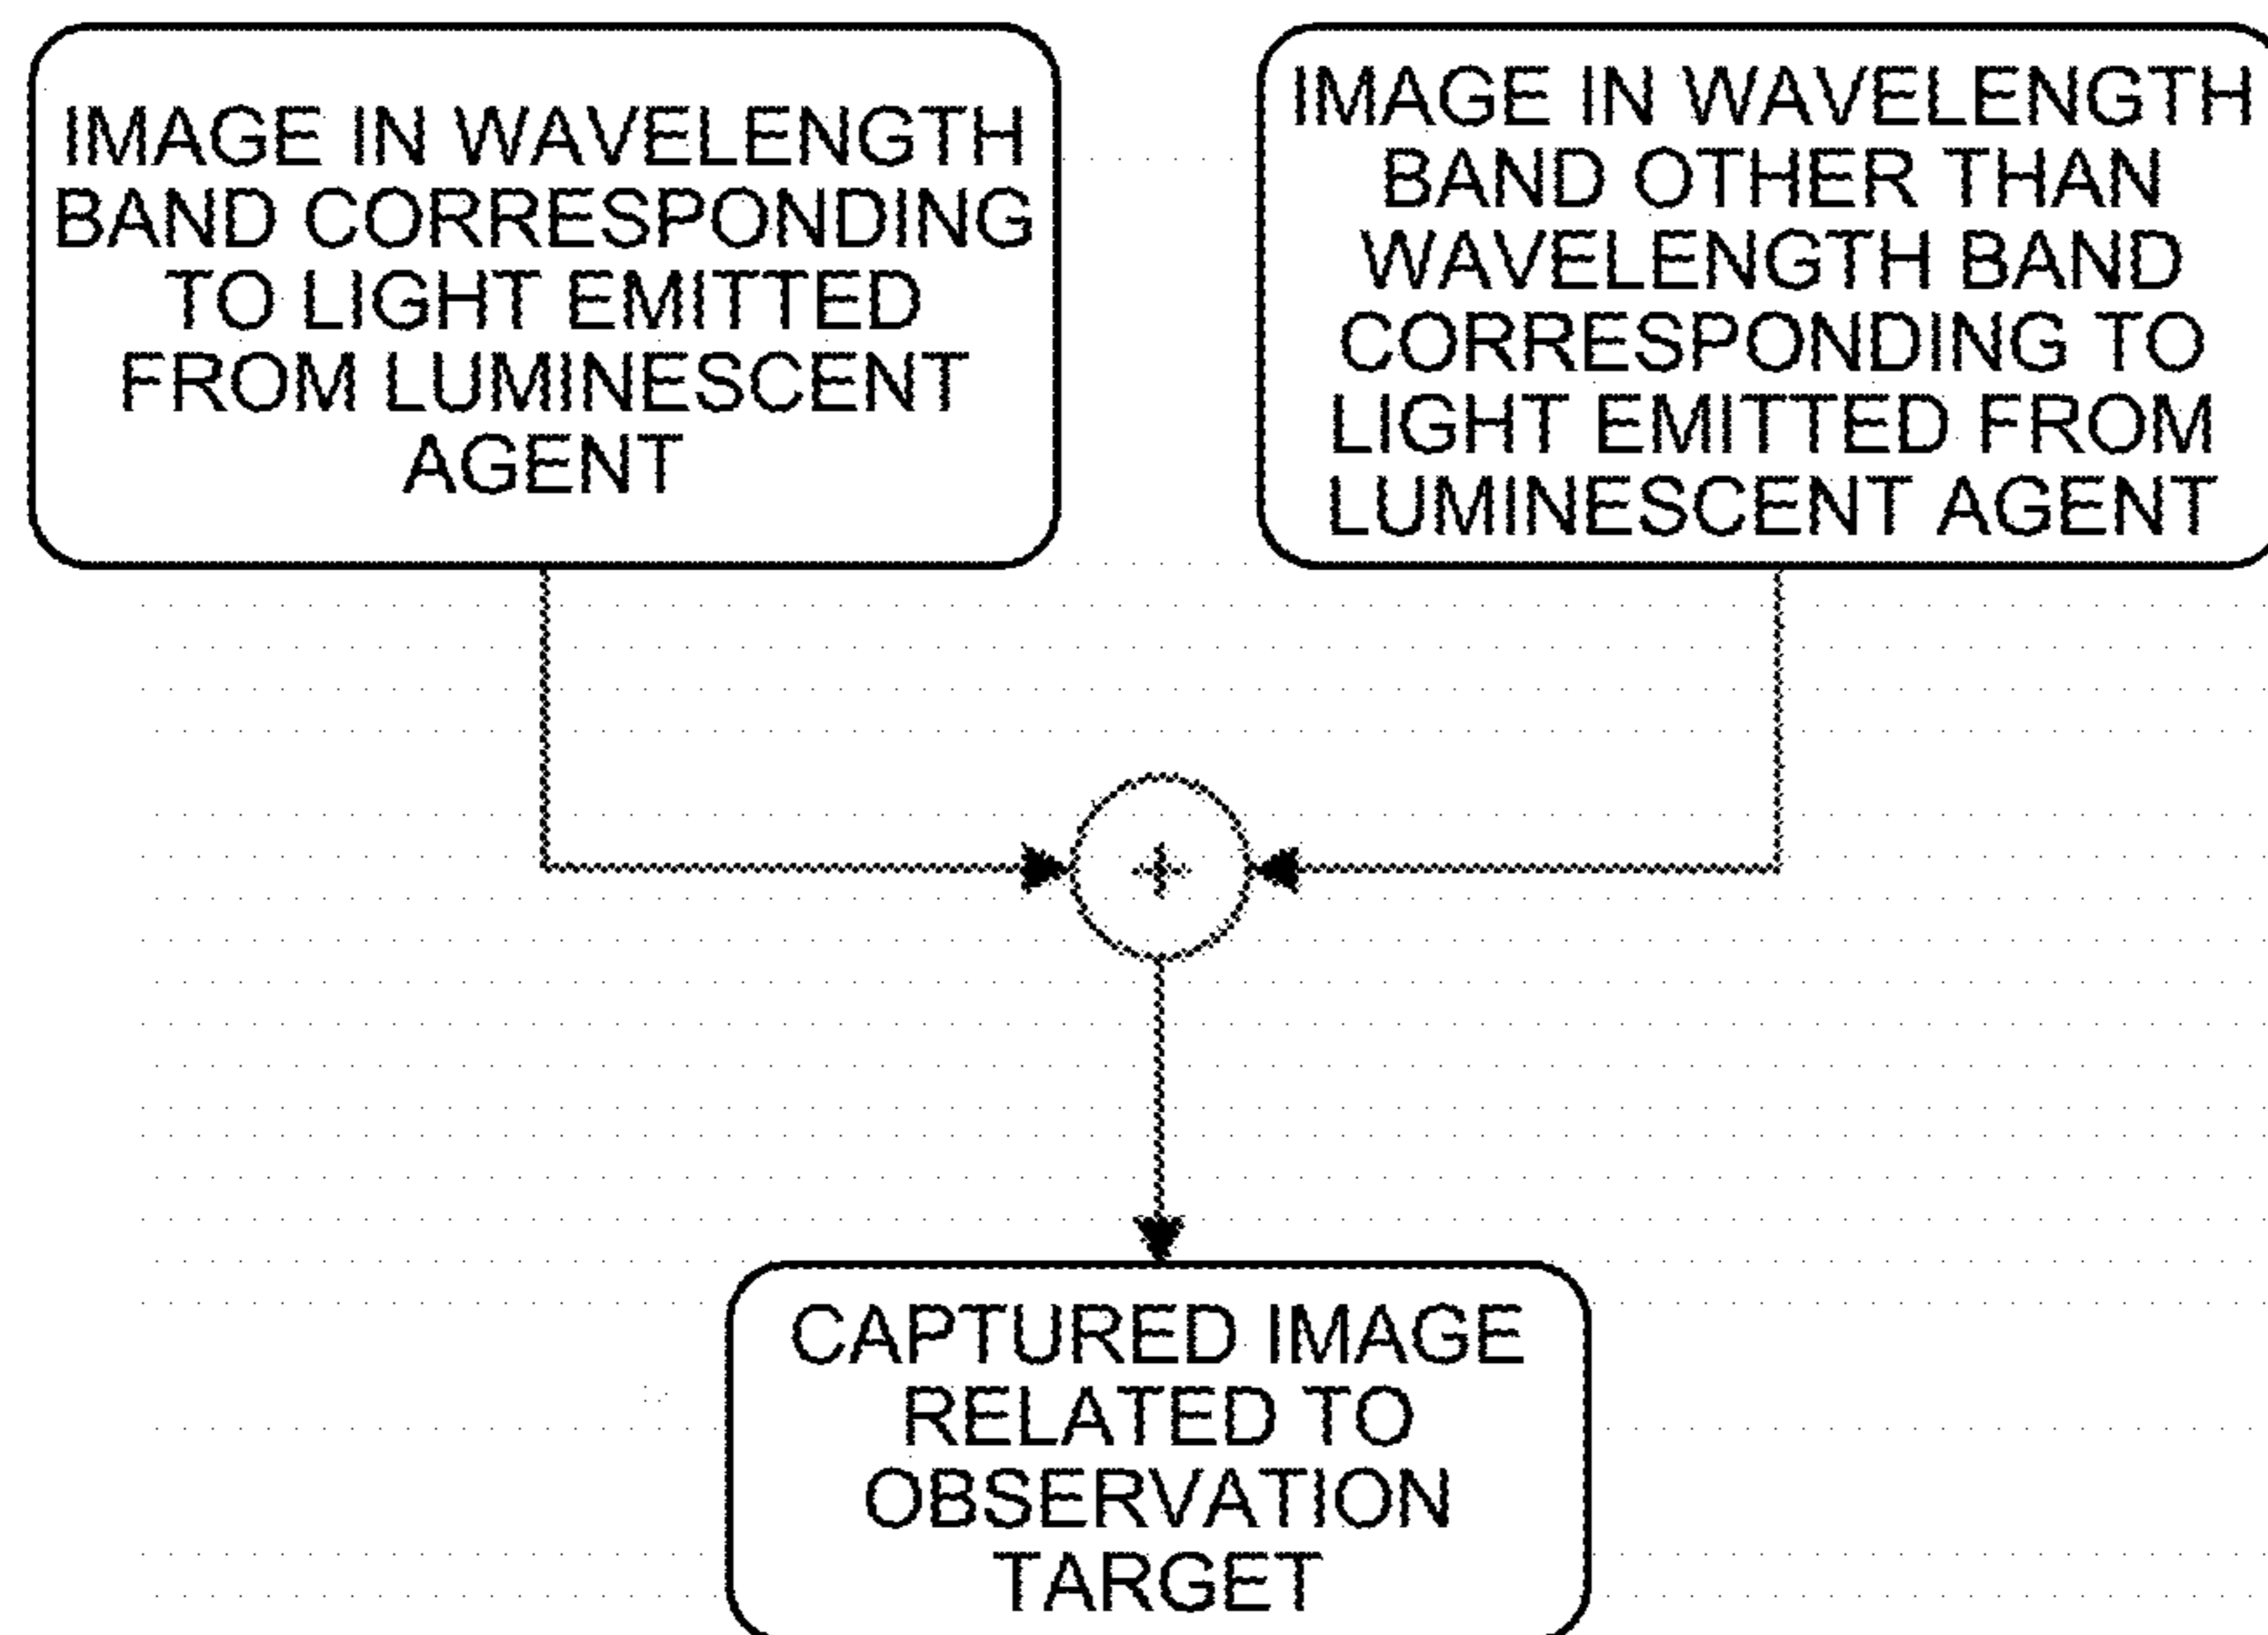 IMAGE IN WAVELENGTH
BAND CORRESPONDING
TO LIGHT EMITTED
FROM LUMINESCENT
AGENT
IMAGE IN WAVELENGTH
BAND OTHER THAN
WAVELENGTH BAND
CORRESPONDING TO
LIGHT EMITTED FROM
LUMINESCENT AGENT
+
CAPTURED IMAGE
RELATED TO
OBSERVATION
TARGET